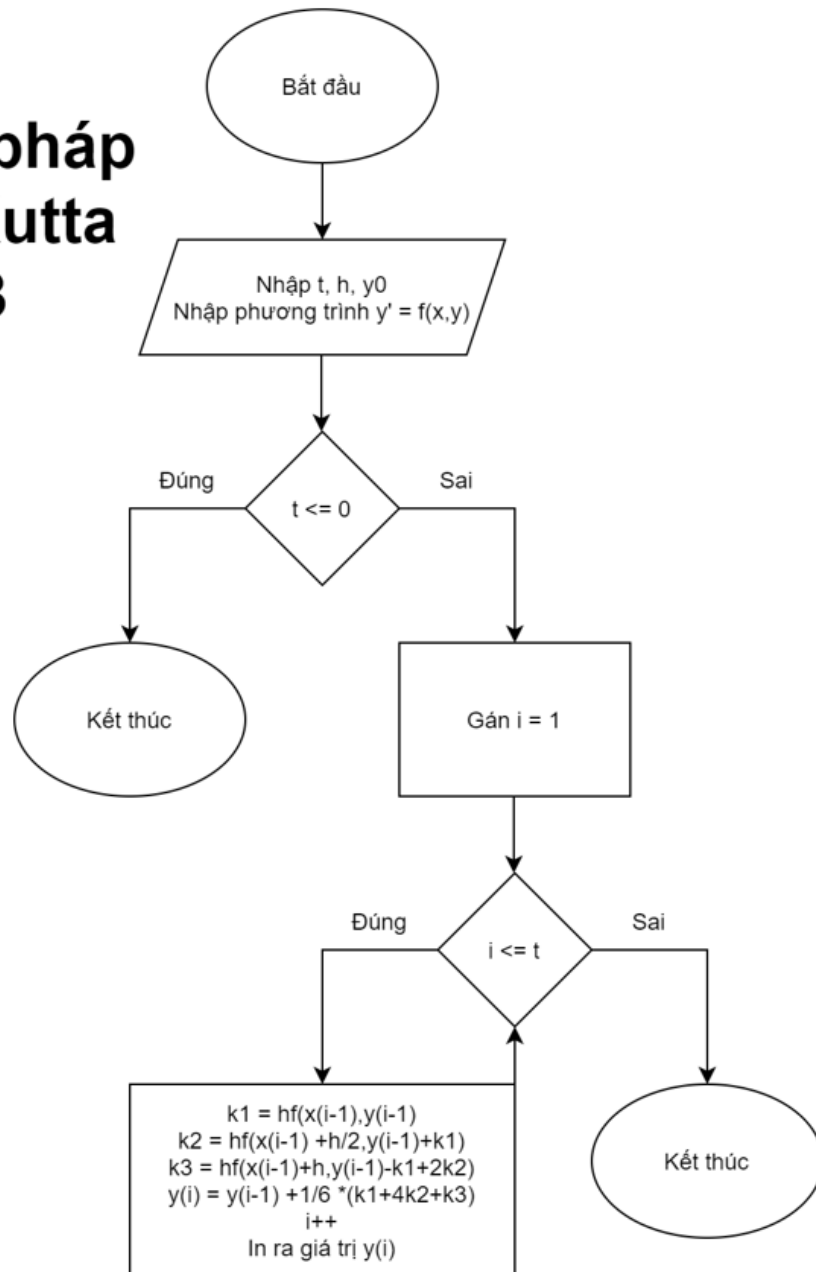 Bắt đầu
pháp
utta
Nhập t, h, y0
Nhập phương trình y' = f(x,y)
Đúng
Sai
t <= 0
Kết thúc
Gán i = 1
Đúng
Sai
i <= t
k1 = hf(x(i-1),y(i-1)
k2 = hf(x(i-1) +h/2,y(i-1)+k1)
k3 = hf(x(i-1)+h,y(i-1)-k1+2k2)
y(i) = y(i-1) +1/6 *(k1+4k2+k3)
i++
In ra giá trị y(i)
Kết thúc